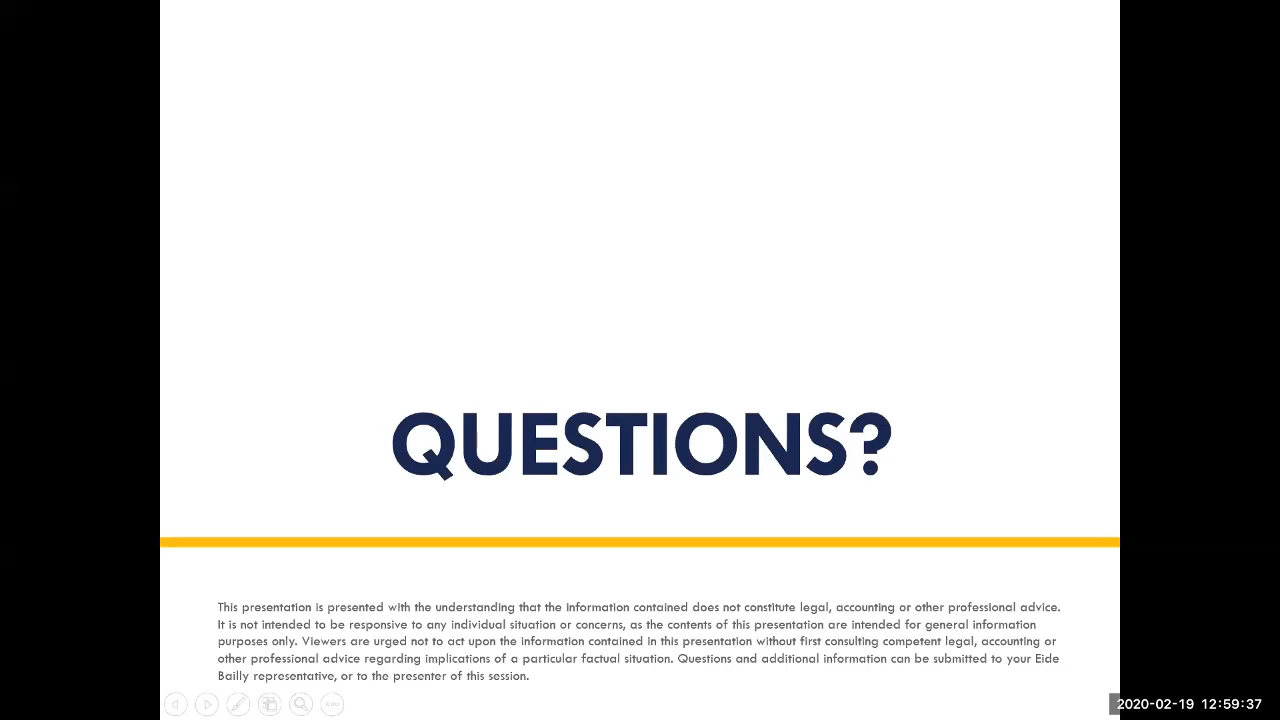 QUESTIONS?
This presentation is presented with the understanding that the information contained does not constitute legal, accounting or other professional advice.
It is not intended to be responsive to any individual situation or concerns, as the contents of this presentation are intended for general information
purposes only. Viewers are urged not to act upon the information contained in this presentation without first consulting competent legal, accounting or
other professional advice regarding implications of a particular factual situation. Questions and additional information can be submitted to your Eide
Bailly representative, or to the presenter of this session.
2020-02-19 12:59:37